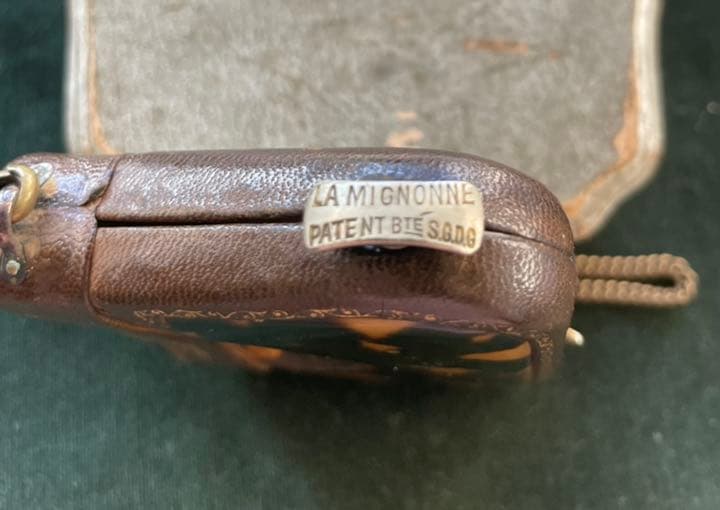 LA MIGNONNE
PATENT BTÉ S.G.D.G